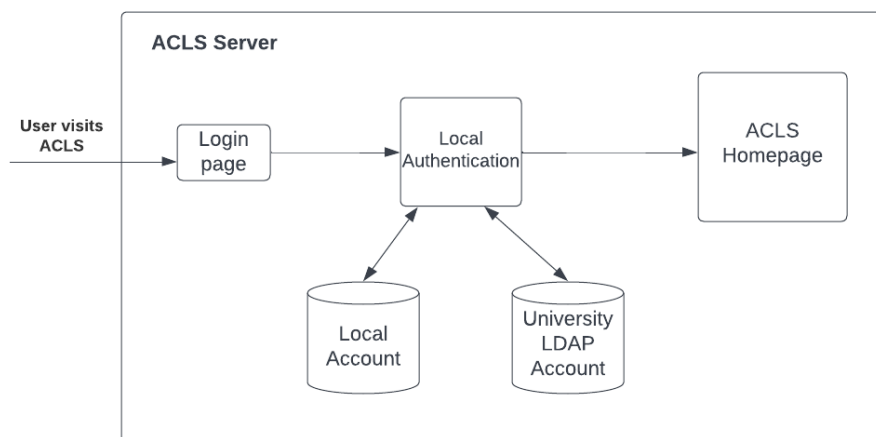 ACLS Server
User visits
ACLS
Login
page
Local
Authentication
ACLS
Homepage
Local
Account
University
LDAP
Account